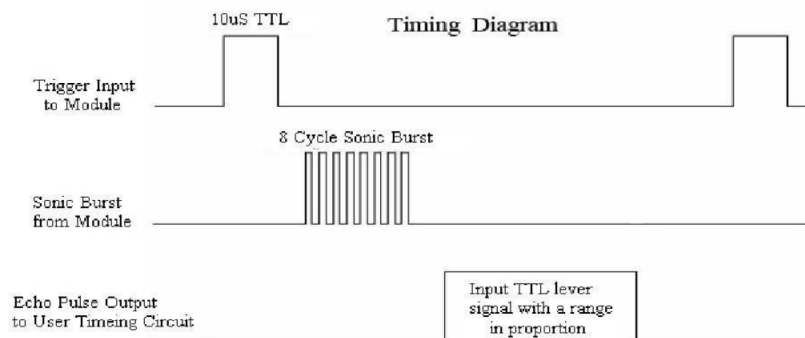 10uS TTL
Timing Diagram
Trigger Input
to Module
8 Cycle Sonic Burst
Sonic Burst
from Module
Echo Pulse Output
to User Timeing Circuit
Input TTL lever
signal with a range
in proportion